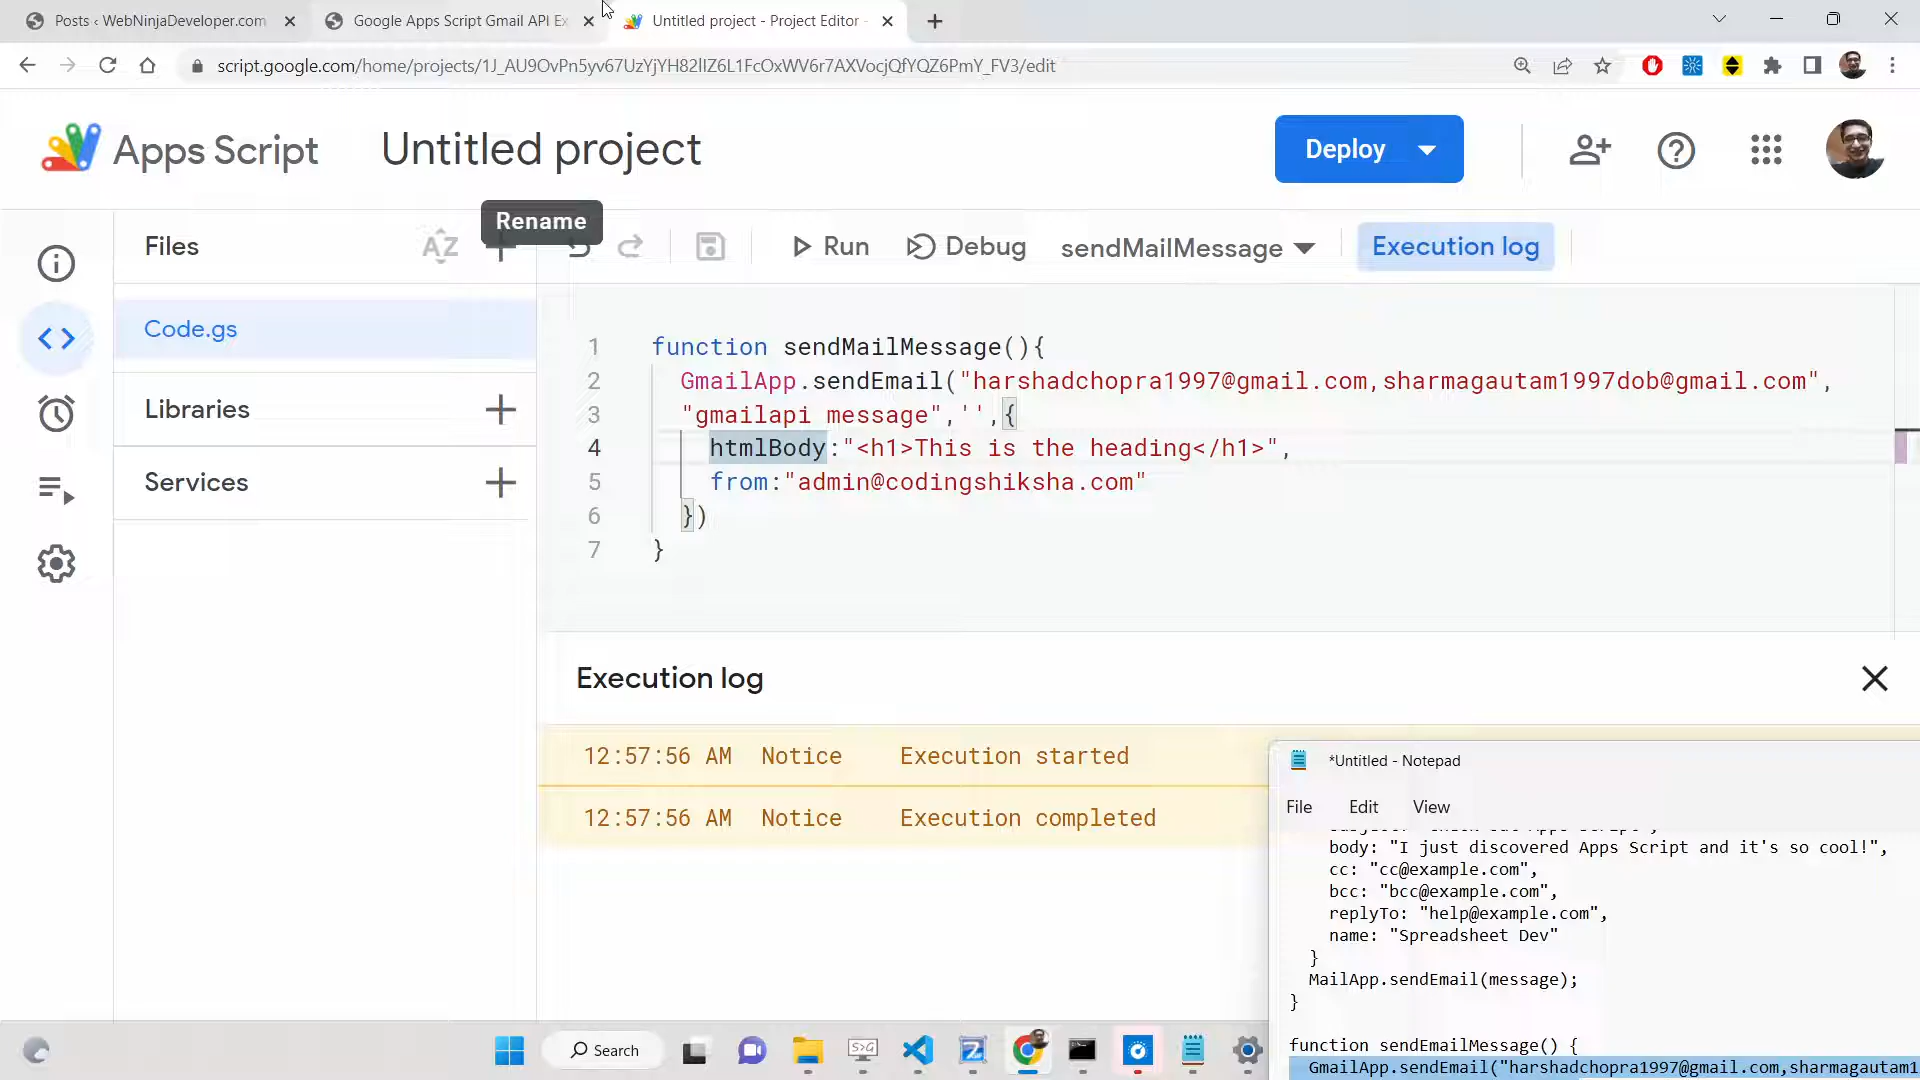 Posts ‹ WebNinjaDeveloper.com
Google Apps Script Gmail API Ex
Untitled project - Project Editor -
script.google.com/home/projects/1J_AU9OvPn5yv67UzYjYH82lIZ6L1FcOxWV6r7AXVocjQfYQZ6PmY_FV3/edit
Apps Script
Untitled project
Deploy
Rename
Files
AZ
Run
Debug
sendMailMessage
Execution log
Code.gs
Libraries
Services
1 function sendMailMessage(){
2 GmailApp.sendEmail("harshadchopra1997@gmail.com,sharmagautam1997dob@gmail.com",
3 "gmailapi message",'',{
4 htmlBody:"<h1>This is the heading</h1>",
5 from:"admin@codingshiksha.com"
6 })
7 }
Execution log
12:57:56 AM Notice Execution started
12:57:56 AM Notice Execution completed
*Untitled - Notepad
File Edit View
body: "I just discovered Apps Script and it's so cool!",
cc: "cc@example.com",
bcc: "bcc@example.com",
replyTo: "help@example.com",
name: "Spreadsheet Dev"
}
MailApp.sendEmail(message);
}
function sendEmailMessage() {
GmailApp.sendEmail("harshadchopra1997@gmail.com,sharmagautam1
Search